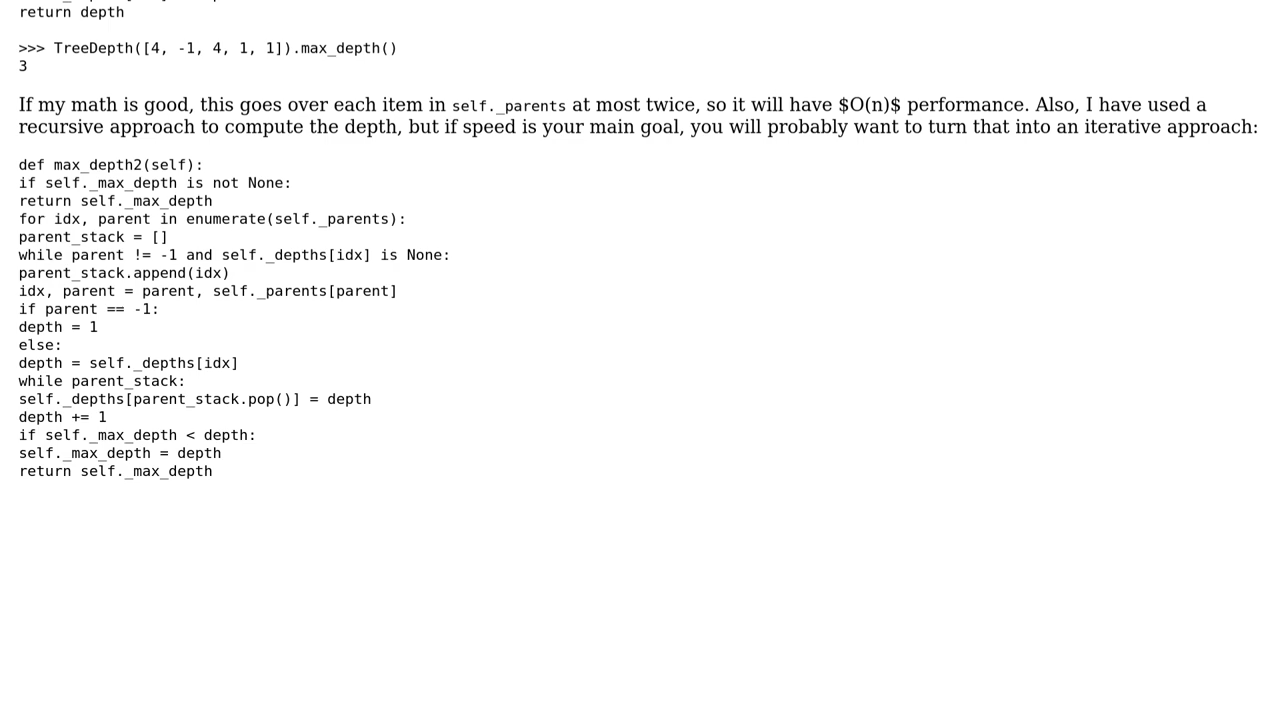 return depth
>>> TreeDepth([4, -1, 4, 1, 1]).max_depth()
3
If my math is good, this goes over each item in self._parents at most twice, so it will have $O(n)$ performance. Also, I have used a
recursive approach to compute the depth, but if speed is your main goal, you will probably want to turn that into an iterative approach:
def max_depth2(self):
if self._max_depth is not None:
return self._max_depth
for idx, parent in enumerate(self._parents):
parent_stack = []
while parent != -1 and self._depths[idx] is None:
parent_stack.append(idx)
idx, parent = parent, self._parents[parent]
if parent == -1:
depth = 1
else:
depth = self._depths[idx]
while parent_stack:
self._depths[parent_stack.pop()] = depth
depth += 1
if self._max_depth < depth:
self._max_depth = depth
return self._max_depth